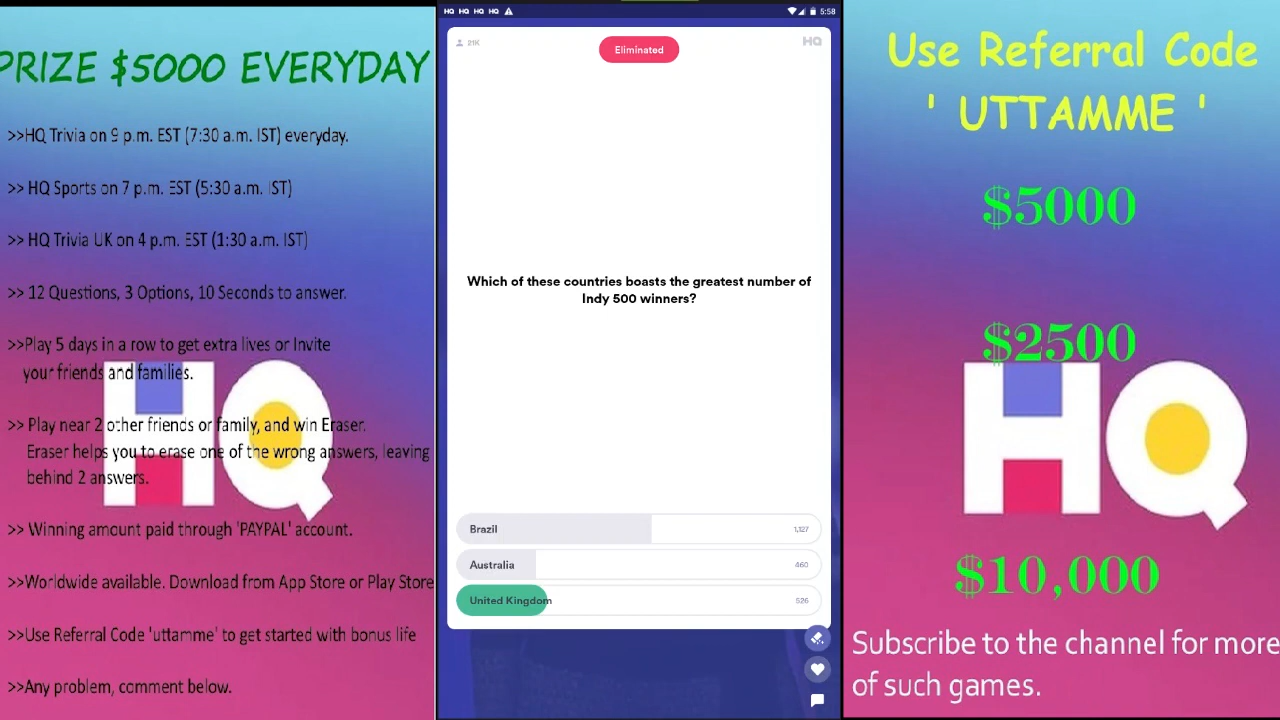 PRIZE $5000 EVERYDAY
>>HQ Trivia on 9 p.m. EST (7:30 a.m. IST) everyday.
>> HQ Sports on 7 p.m. EST (5:30 a.m. IST)
>> HQ Trivia UK on 4 p.m. EST (1:30 a.m. IST)
>> 12 Questions, 3 Options, 10 Seconds to answer.
>>Play 5 days in a row to get extra lives or Invite
your friends and families.
>> Play near 2 other friends or family, and win Eraser.
Eraser helps you to erase one of the wrong answers, leaving
behind 2 answers.
>> Winning amount paid through 'PAYPAL' account.
>>Worldwide available. Download from App Store or Play Store
>>Use Referral Code 'uttamme' to get started with bonus life
>>Any problem, comment below.
HQ
HQ HQ HQ HQ 5:58
21K
Eliminated
HQ
Which of these countries boasts the greatest number of
Indy 500 winners?
Brazil 1,127
Australia 460
United Kingdom 526
Use Referral Code
' UTTAMME '
$5000
$2500
HQ
$10,000
Subscribe to the channel for more
of such games.